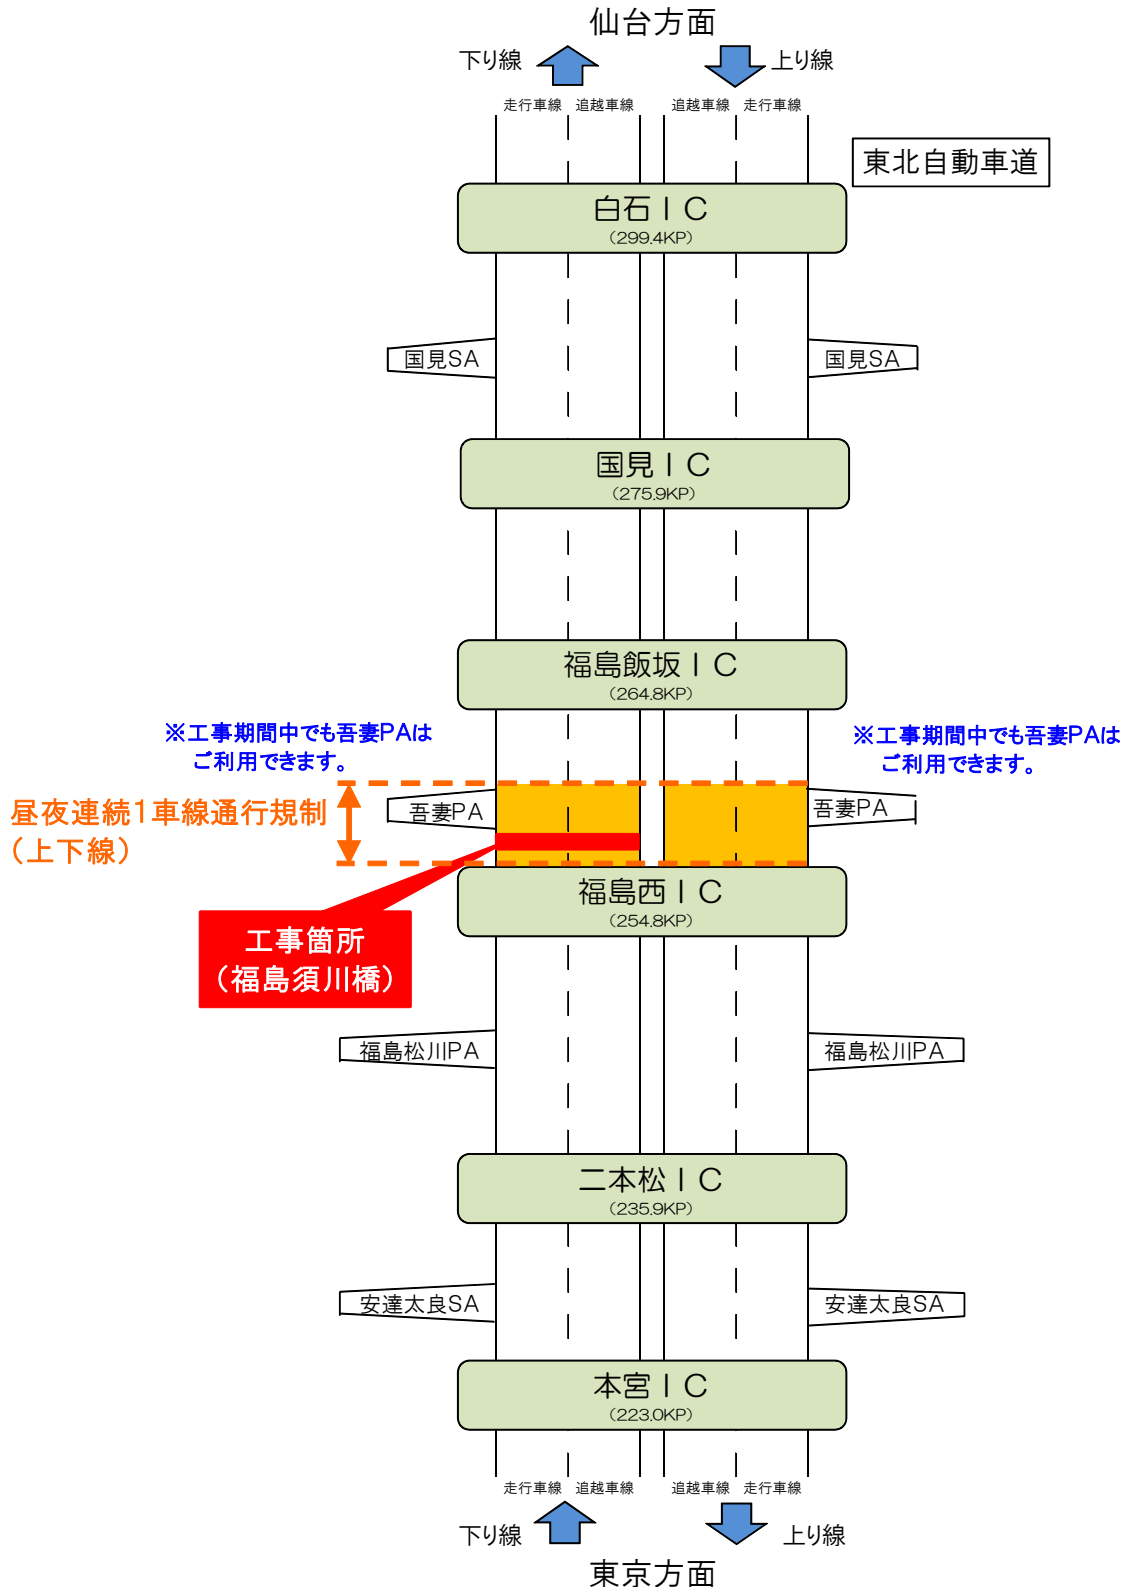 仙台方面
下り線
上り線
走行車線 追越車線 追越車線 走行車線
東北自動車道
白石ＩＣ
(299.4KP)
国見SA
国見SA
国見ＩＣ
(275.9KP)
福島飯坂ＩＣ
(264.8KP)
※工事期間中でも吾妻PAは
ご利用できます。
※工事期間中でも吾妻PAは
ご利用できます。
昼夜連続1車線通行規制
（上下線）
吾妻PA
吾妻PA
福島西ＩＣ
(254.8KP)
工事箇所
（福島須川橋）
福島松川PA
福島松川PA
二本松ＩＣ
(235.9KP)
安達太良SA
安達太良SA
本宮ＩＣ
(223.0KP)
走行車線 追越車線 追越車線 走行車線
下り線
上り線
東京方面